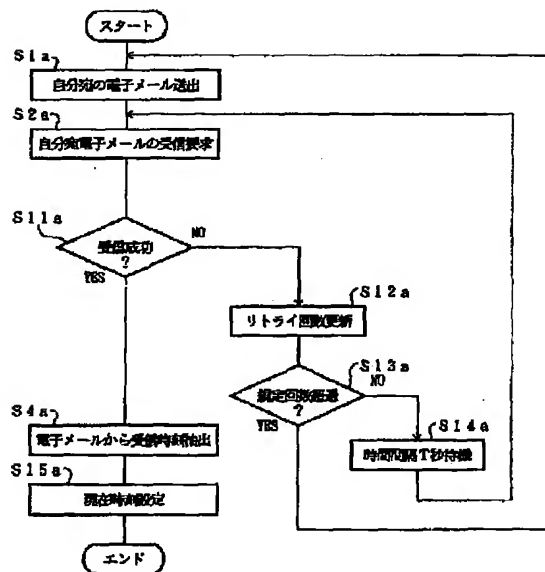 スタート
S1a
自分宛の電子メール送出
S2a
自分宛電子メールの受信要求
S11a
受信成功
?
NO
YES
S12a
リトライ回数更新
S13a
規定回数超過
?
NO
YES
S14a
時間間隔T秒待機
S4a
電子メールから受信時刻抽出
S15a
現在時刻設定
エンド